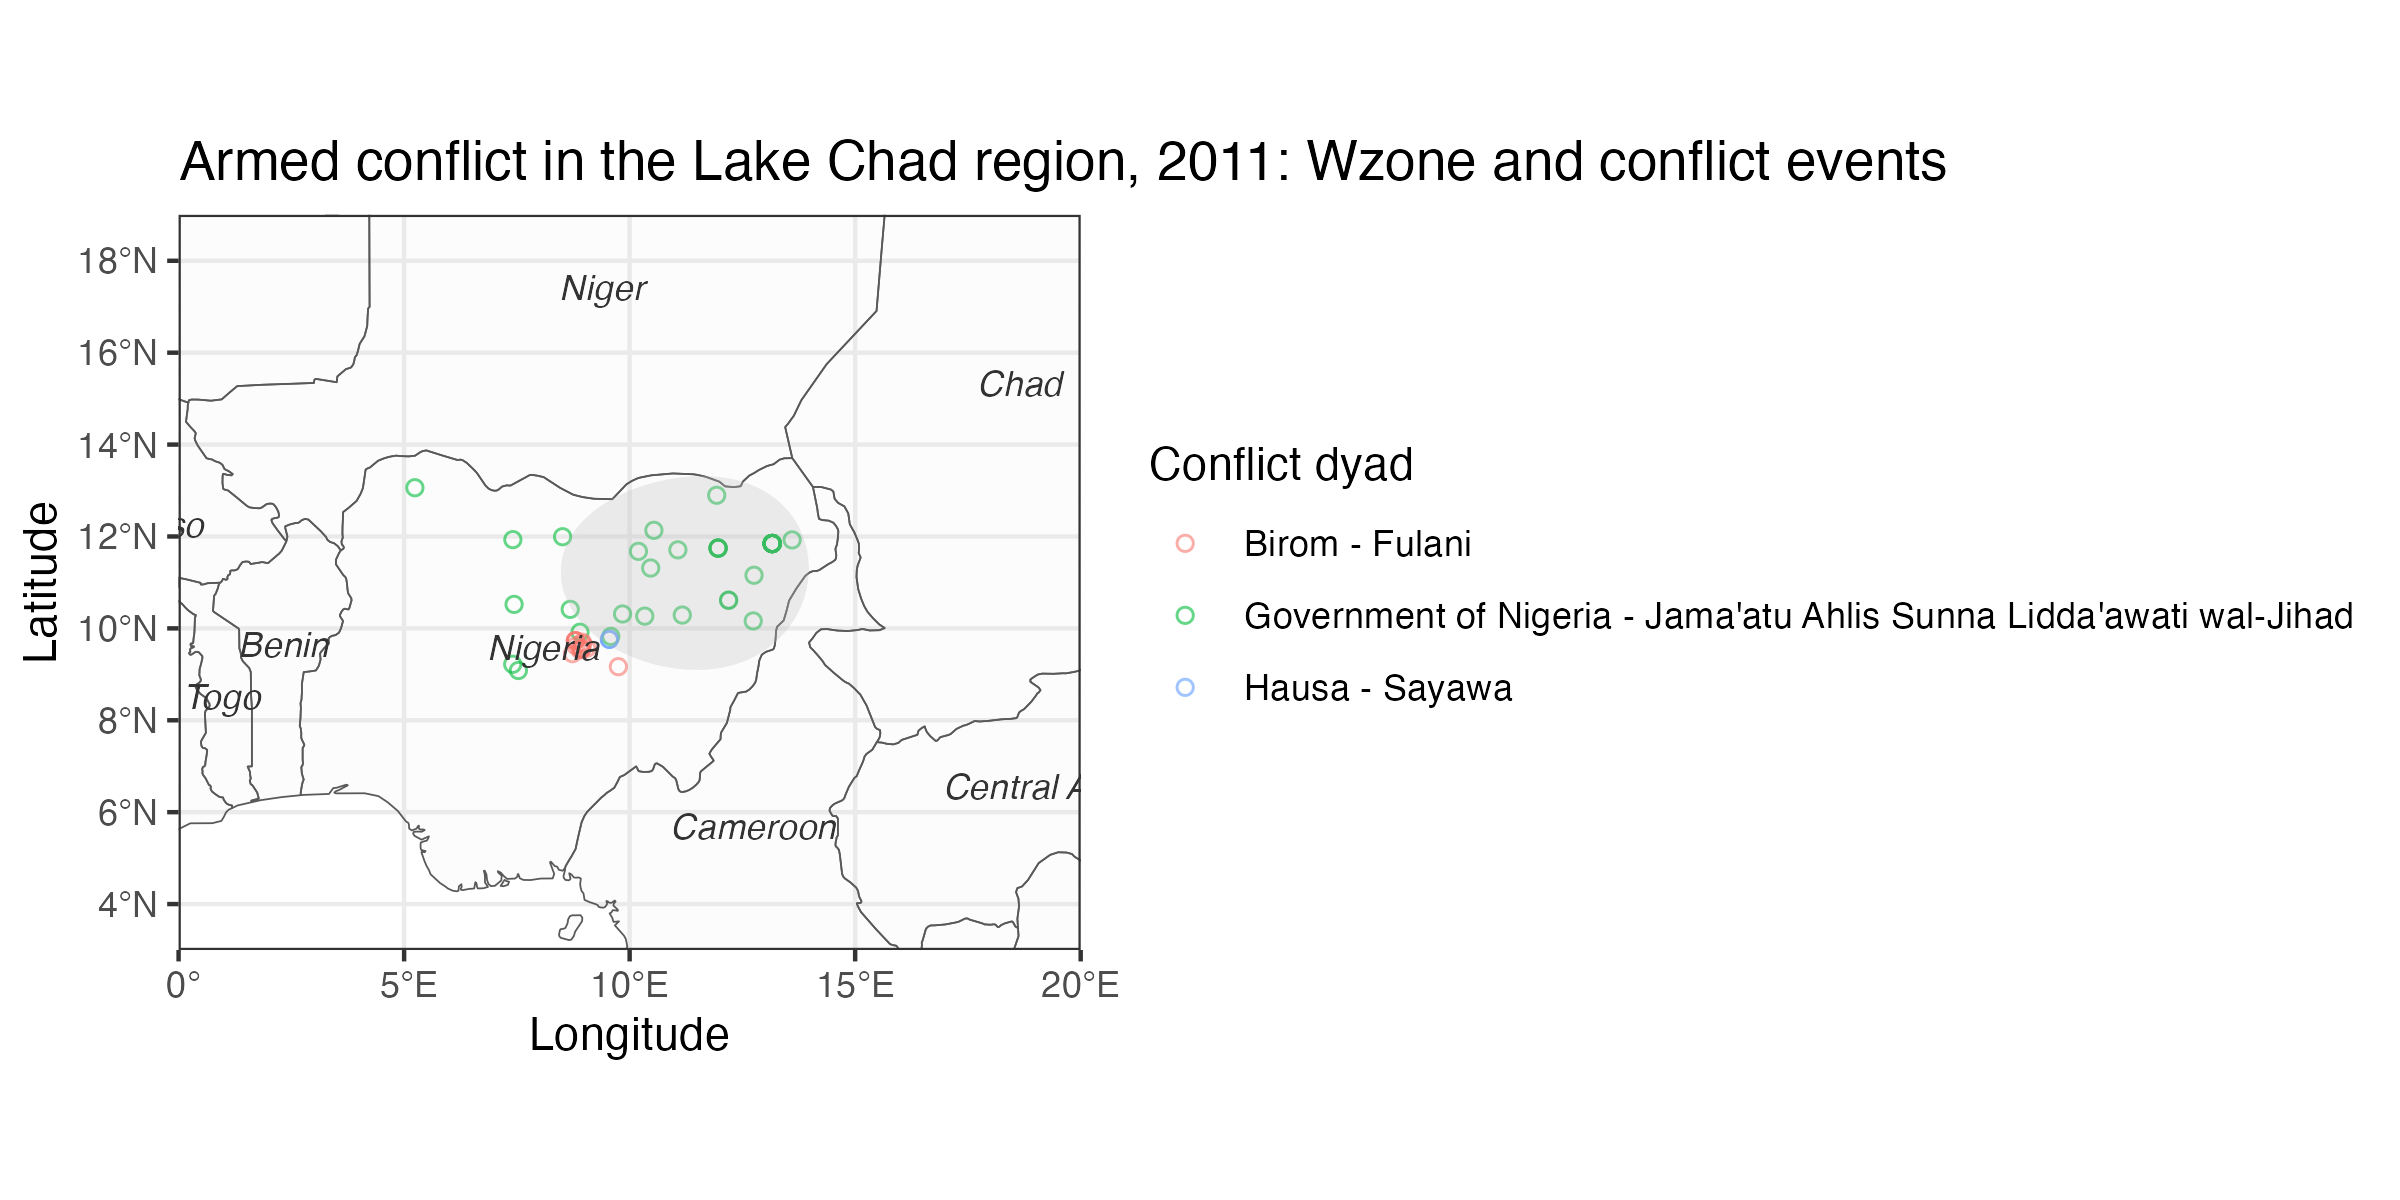 Armed conflict in the Lake Chad region, 2011: Wzone and conflict events
18°N
16°N
14°N
12°N
10°N
8°N
6°N
4°N
Latitude
Niger
Chad
so
Nigeria
Benin
Togo
Central A
Cameroon
0°
5°E
10°E
15°E
20°E
Longitude
Conflict dyad
Birom - Fulani
Government of Nigeria - Jama'atu Ahlis Sunna Lidda'awati wal-Jihad
Hausa - Sayawa